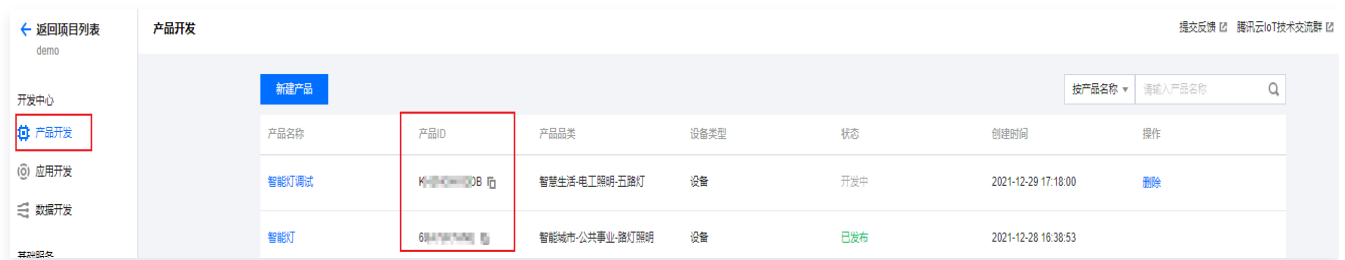 返回项目列表
产品开发
提交反馈 腾讯云IoT技术交流群
demo
新建产品
按产品名称 请输入产品名称
开发中心
产品开发
产品名称 产品ID 产品品类 设备类型 状态 创建时间 操作
应用开发
智能灯调试 智慧生活-电工照明-五路灯 设备 开发中 2021-12-29 17:18:00 删除
数据开发
智能灯 智能城市-公共事业-路灯照明 设备 已发布 2021-12-28 16:38:53
基础服务